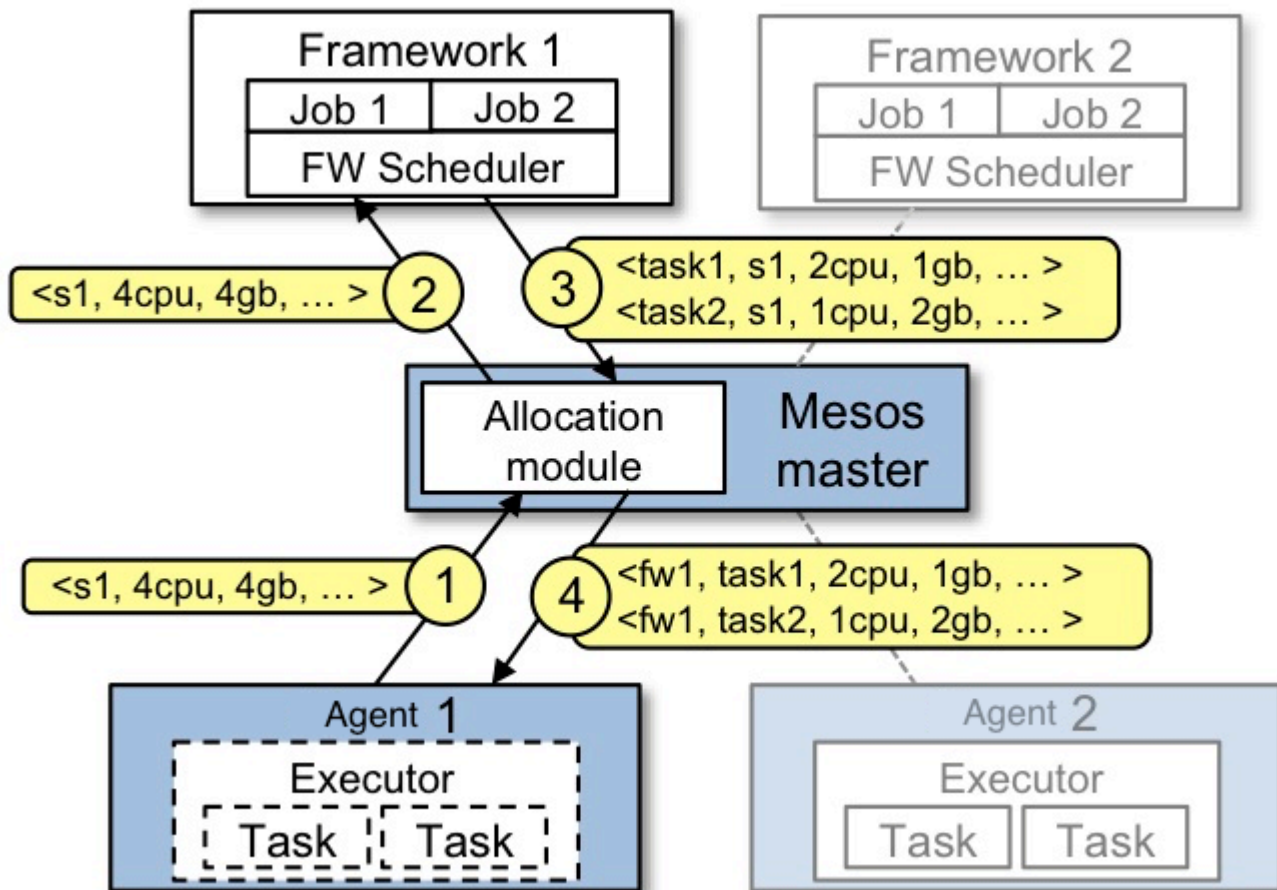 Framework 1
Job 1 Job 2
FW Scheduler
Framework 2
Job 1 Job 2
FW Scheduler
<s1, 4cpu, 4gb, … >
2
3
<task1, s1, 2cpu, 1gb, … >
<task2, s1, 1cpu, 2gb, … >
Allocation
module
Mesos
master
<s1, 4cpu, 4gb, … >
1
4
<fw1, task1, 2cpu, 1gb, … >
<fw1, task2, 1cpu, 2gb, … >
Agent 1
Executor
Task Task
Agent 2
Executor
Task Task